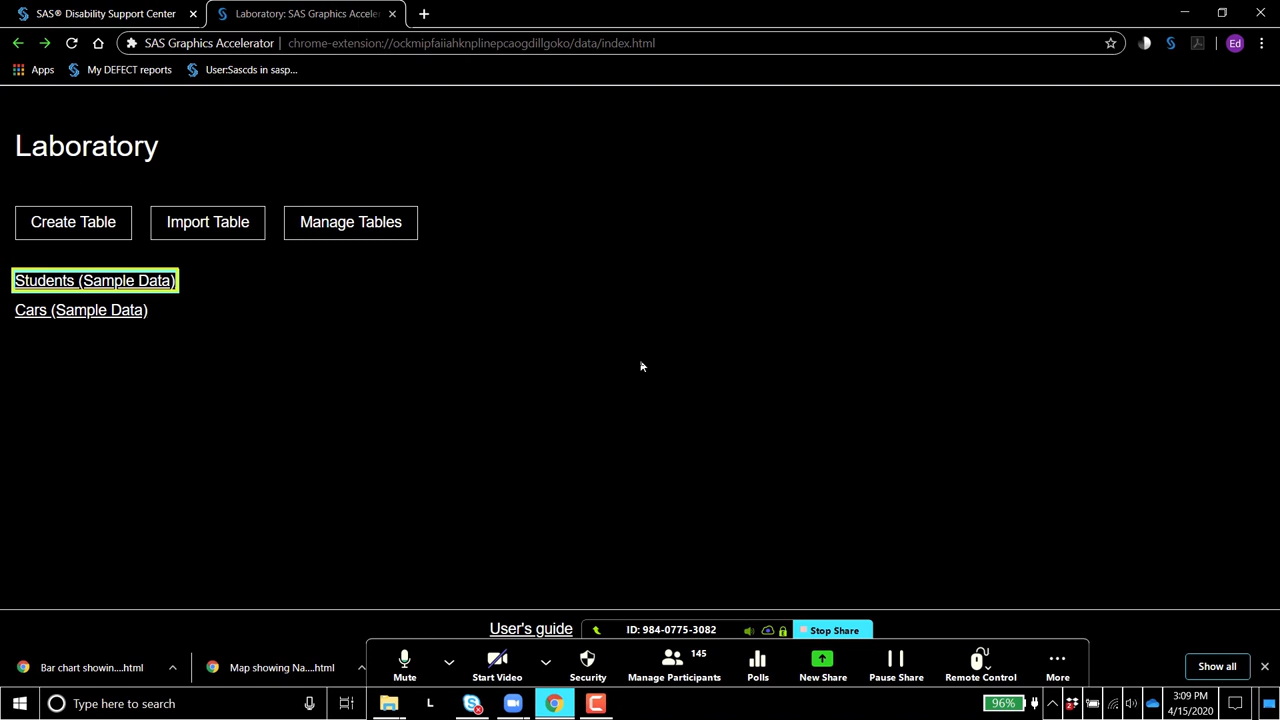 SAS® Disability Support Center
Laboratory: SAS Graphics Acceler
SAS Graphics Accelerator
chrome-extension://ockmipfaiiahknplinepcaogdillgoko/data/index.html
Ed
Apps
My DEFECT reports
User:Sascds in sasp...
Laboratory
Create Table
Import Table
Manage Tables
Students (Sample Data)
Cars (Sample Data)
User's guide
ID: 984-0775-3082
Stop Share
145
Mute
Start Video
Security
Manage Participants
Polls
New Share
Pause Share
Remote Control
More
Bar chart showin....html
Map showing Na....html
Show all
Type here to search
L
96%
3:09 PM
4/15/2020